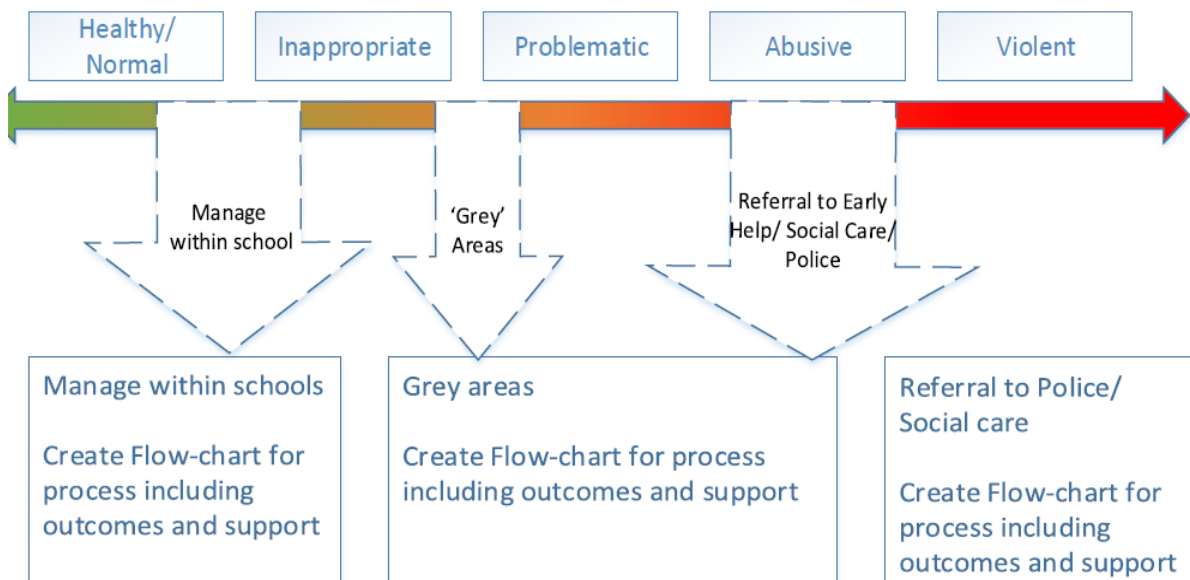 Healthy/
Normal
Inappropriate
Problematic
Abusive
Violent
Manage
within school
‘Grey’
Areas
Referral to Early
Help/ Social Care/
Police
Manage within schools
Create Flow-chart for
process including
outcomes and support
Grey areas
Create Flow-chart for process
including outcomes and support
Referral to Police/
Social care
Create Flow-chart for
process including
outcomes and support